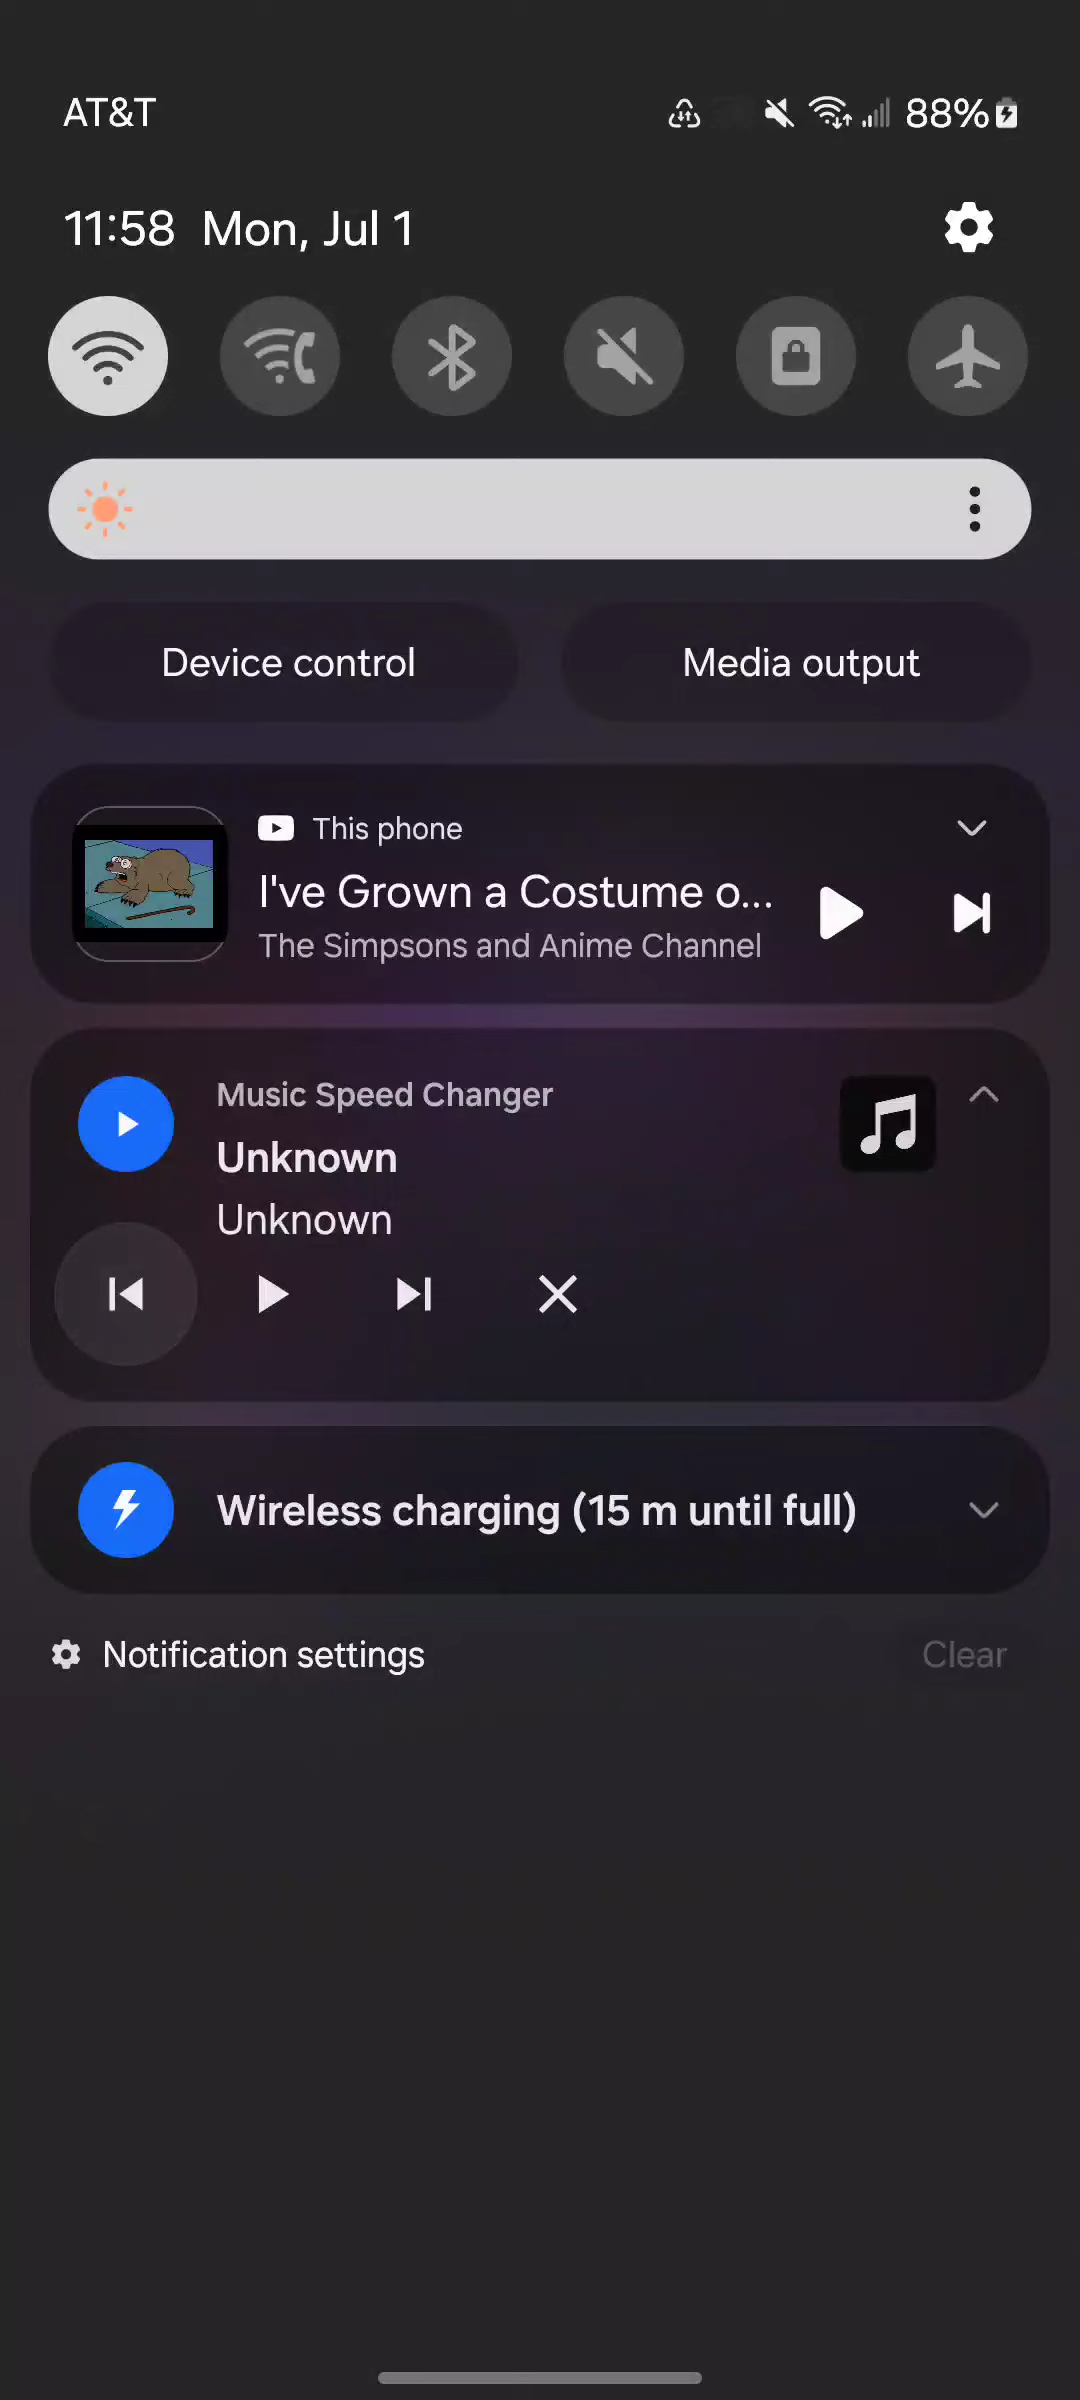 AT&T 88%
11:58 Mon, Jul 1
Device control Media output
This phone
I've Grown a Costume o...
The Simpsons and Anime Channel
Music Speed Changer
Unknown
Unknown
Wireless charging (15 m until full)
Notification settings Clear